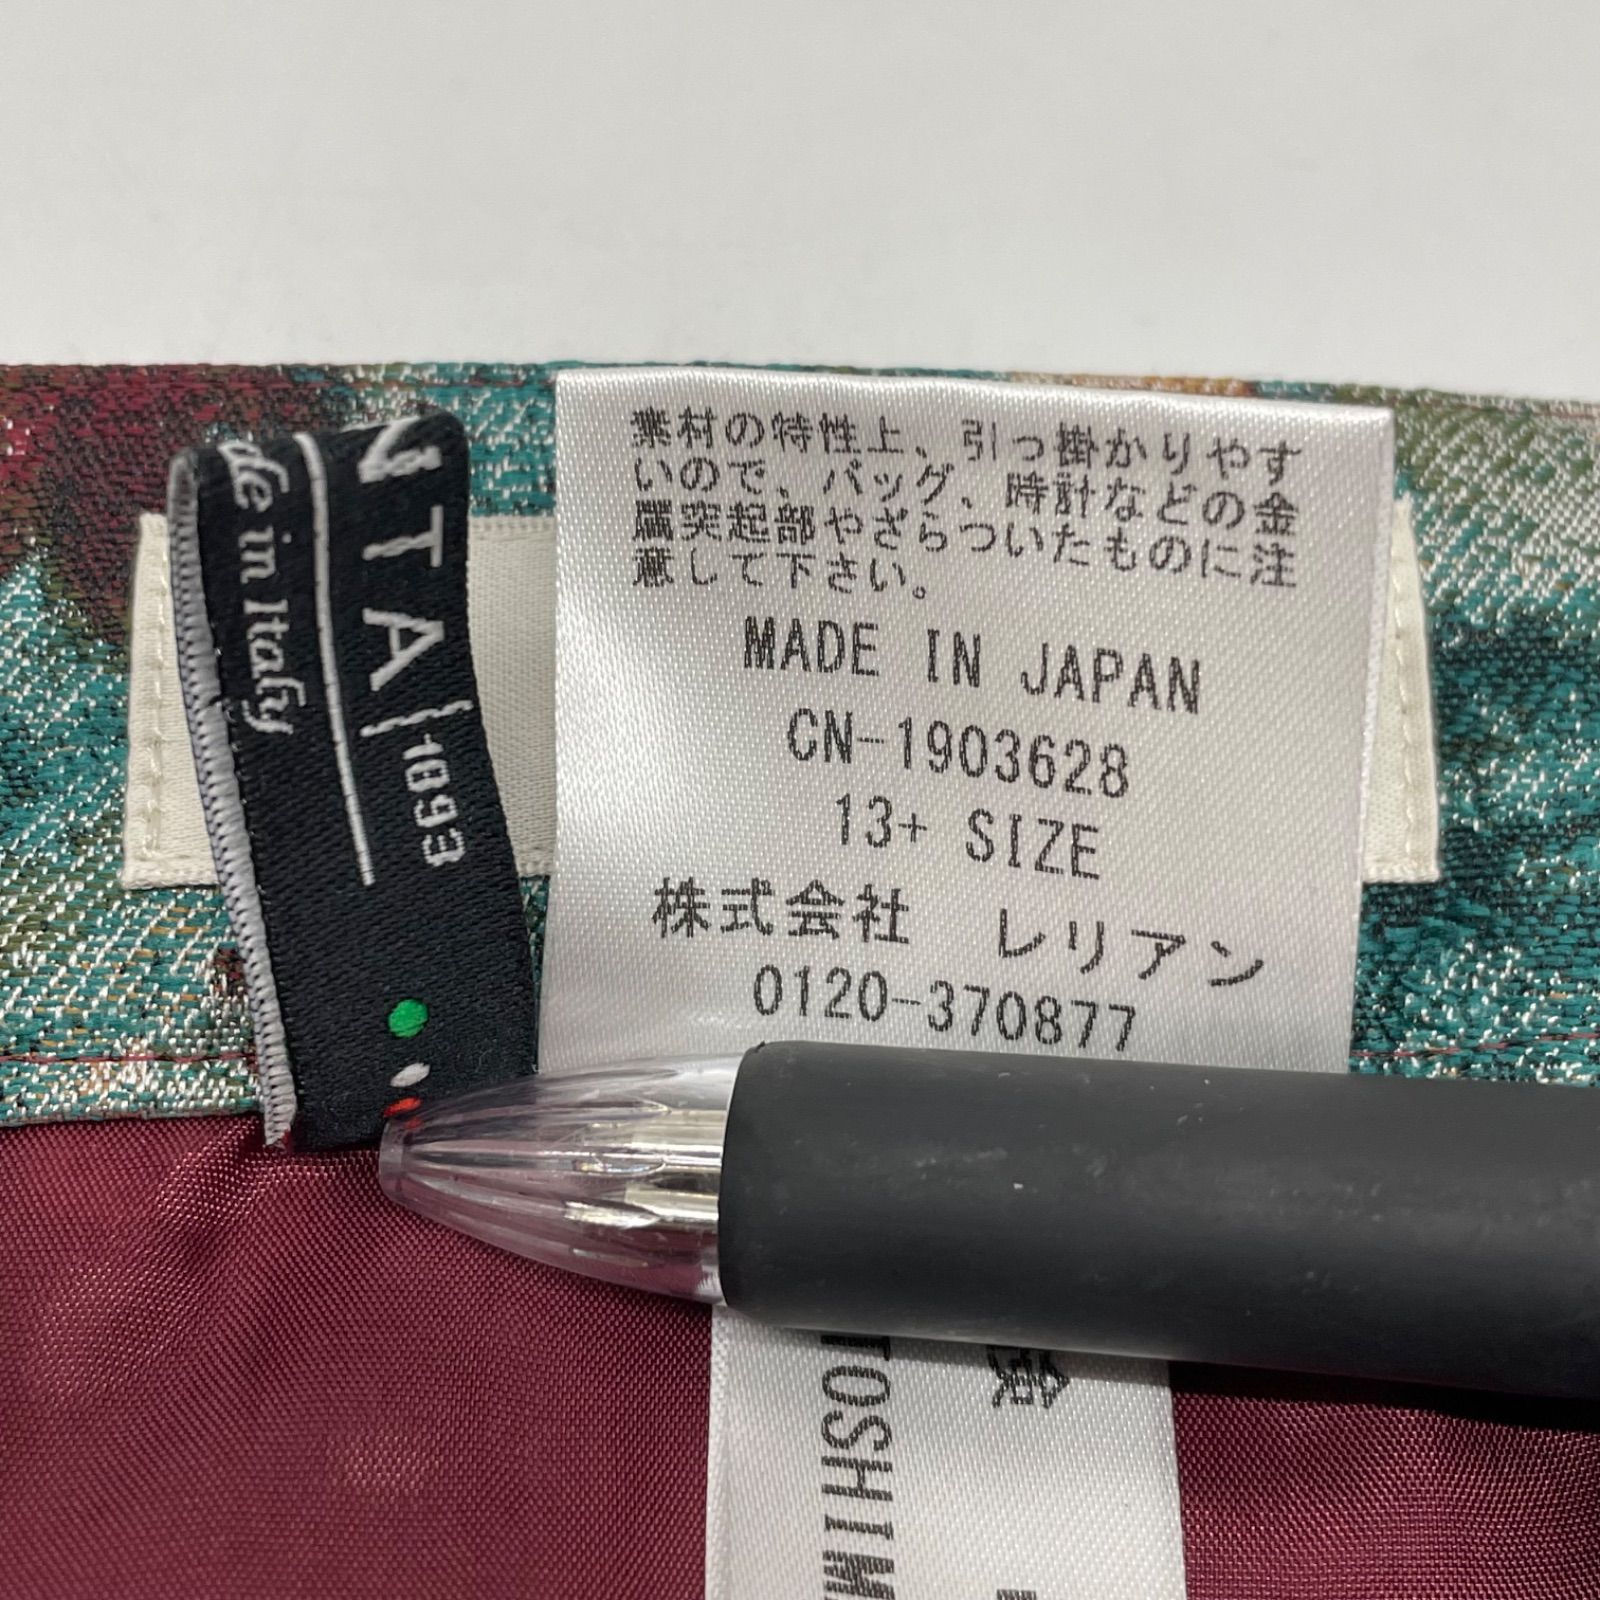 素材の特性上、引っ掛かりやす
いので、バッグ、時計などの金
属突起部やざらついたものに注
意して下さい。
MADE IN JAPAN
CN-1903628
13+ SIZE
株式会社 レリアン
0120-370877
NTA|1893
de in Italy
TOSHIM